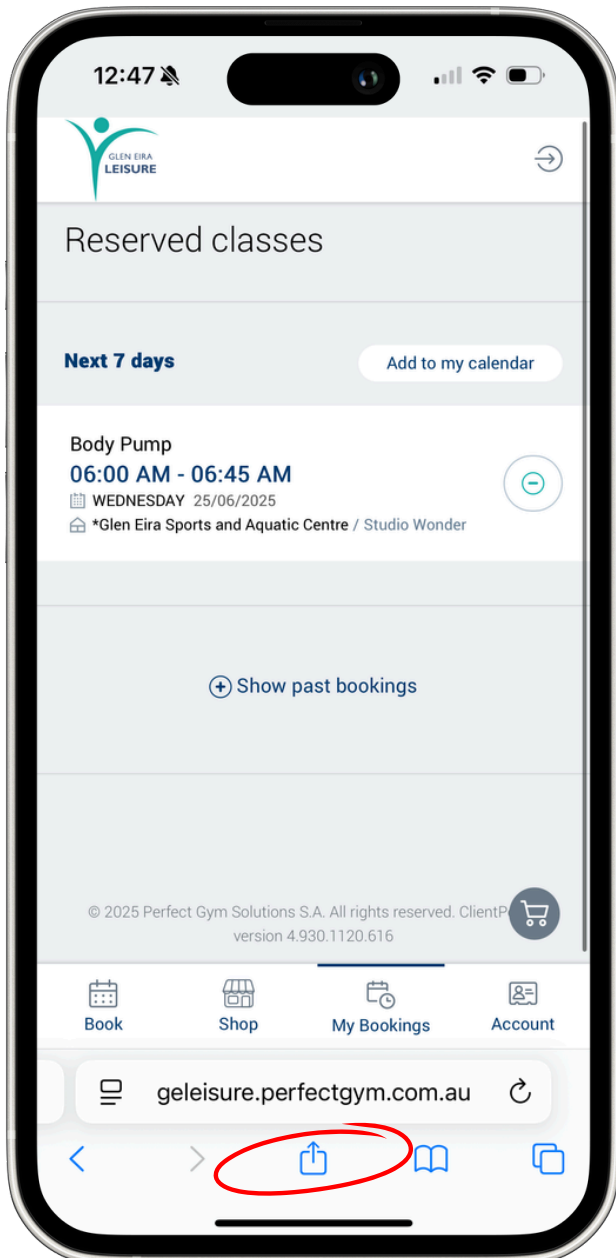 12:47
GLEN EIRA
LEISURE
Reserved classes
Next 7 days
Add to my calendar
Body Pump
06:00 AM - 06:45 AM
WEDNESDAY 25/06/2025
*Glen Eira Sports and Aquatic Centre / Studio Wonder
Show past bookings
© 2025 Perfect Gym Solutions S.A. All rights reserved. ClientP
version 4.930.1120.616
Book Shop My Bookings Account
geleisure.perfectgym.com.au